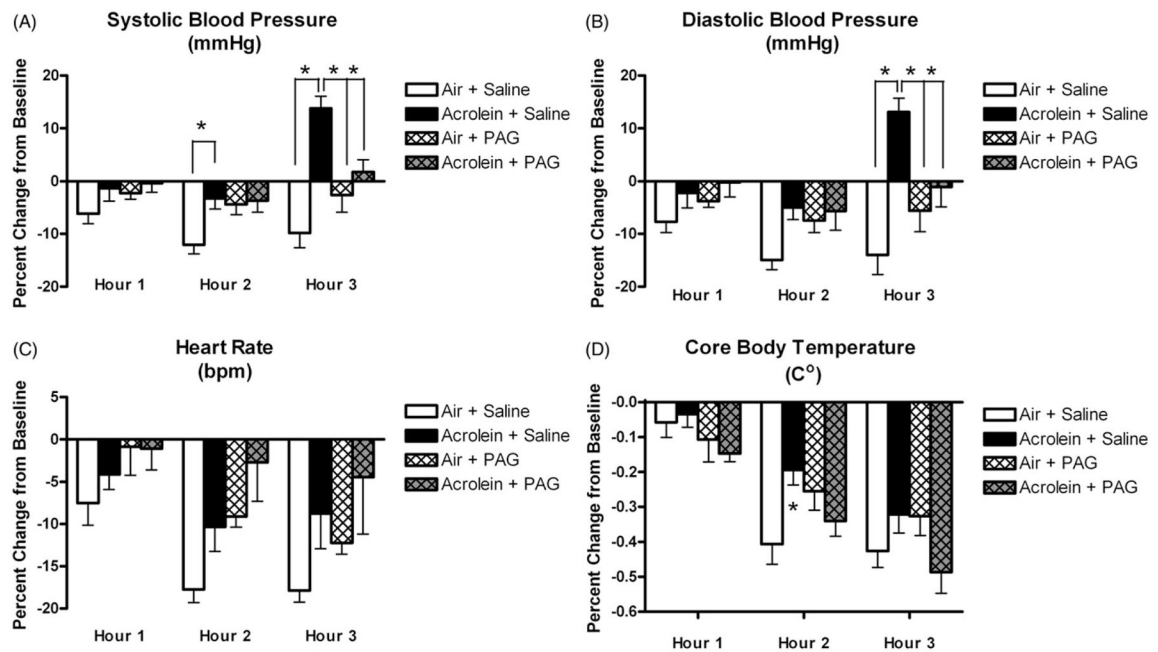 (A)
Systolic Blood Pressure
(mmHg)
Percent Change from Baseline
20
10
0
-10
-20
*
*
*
*
Hour 1
Hour 2
Hour 3
Air + Saline
Acrolein + Saline
Air + PAG
Acrolein + PAG
(B)
Diastolic Blood Pressure
(mmHg)
Percent Change from Baseline
20
10
0
-10
-20
*
*
*
Hour 1
Hour 2
Hour 3
Air + Saline
Acrolein + Saline
Air + PAG
Acrolein + PAG
(C)
Heart Rate
(bpm)
Percent Change from Baseline
5
0
-5
-10
-15
-20
Hour 1
Hour 2
Hour 3
Air + Saline
Acrolein + Saline
Air + PAG
Acrolein + PAG
(D)
Core Body Temperature
(Cº)
Percent Change from Baseline
-0.0
-0.1
-0.2
-0.3
-0.4
-0.5
-0.6
*
Hour 1
Hour 2
Hour 3
Air + Saline
Acrolein + Saline
Air + PAG
Acrolein + PAG